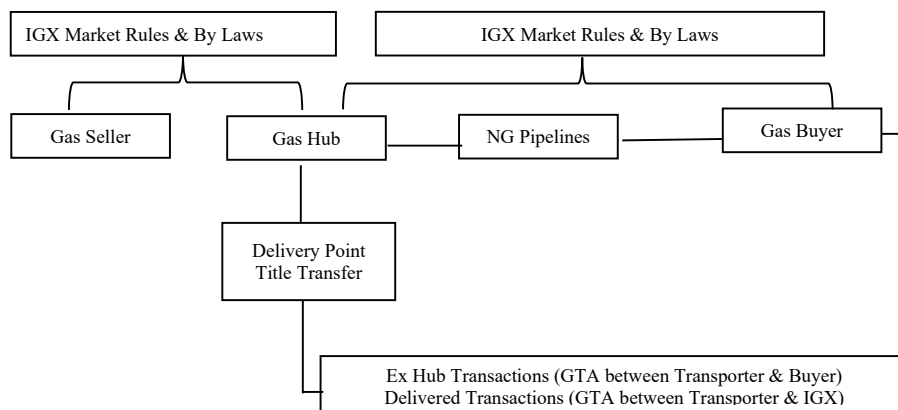 IGX Market Rules & By Laws
IGX Market Rules & By Laws
Gas Seller
Gas Hub
NG Pipelines
Gas Buyer
Delivery Point
Title Transfer
Ex Hub Transactions (GTA between Transporter & Buyer)
Delivered Transactions (GTA between Transporter & IGX)